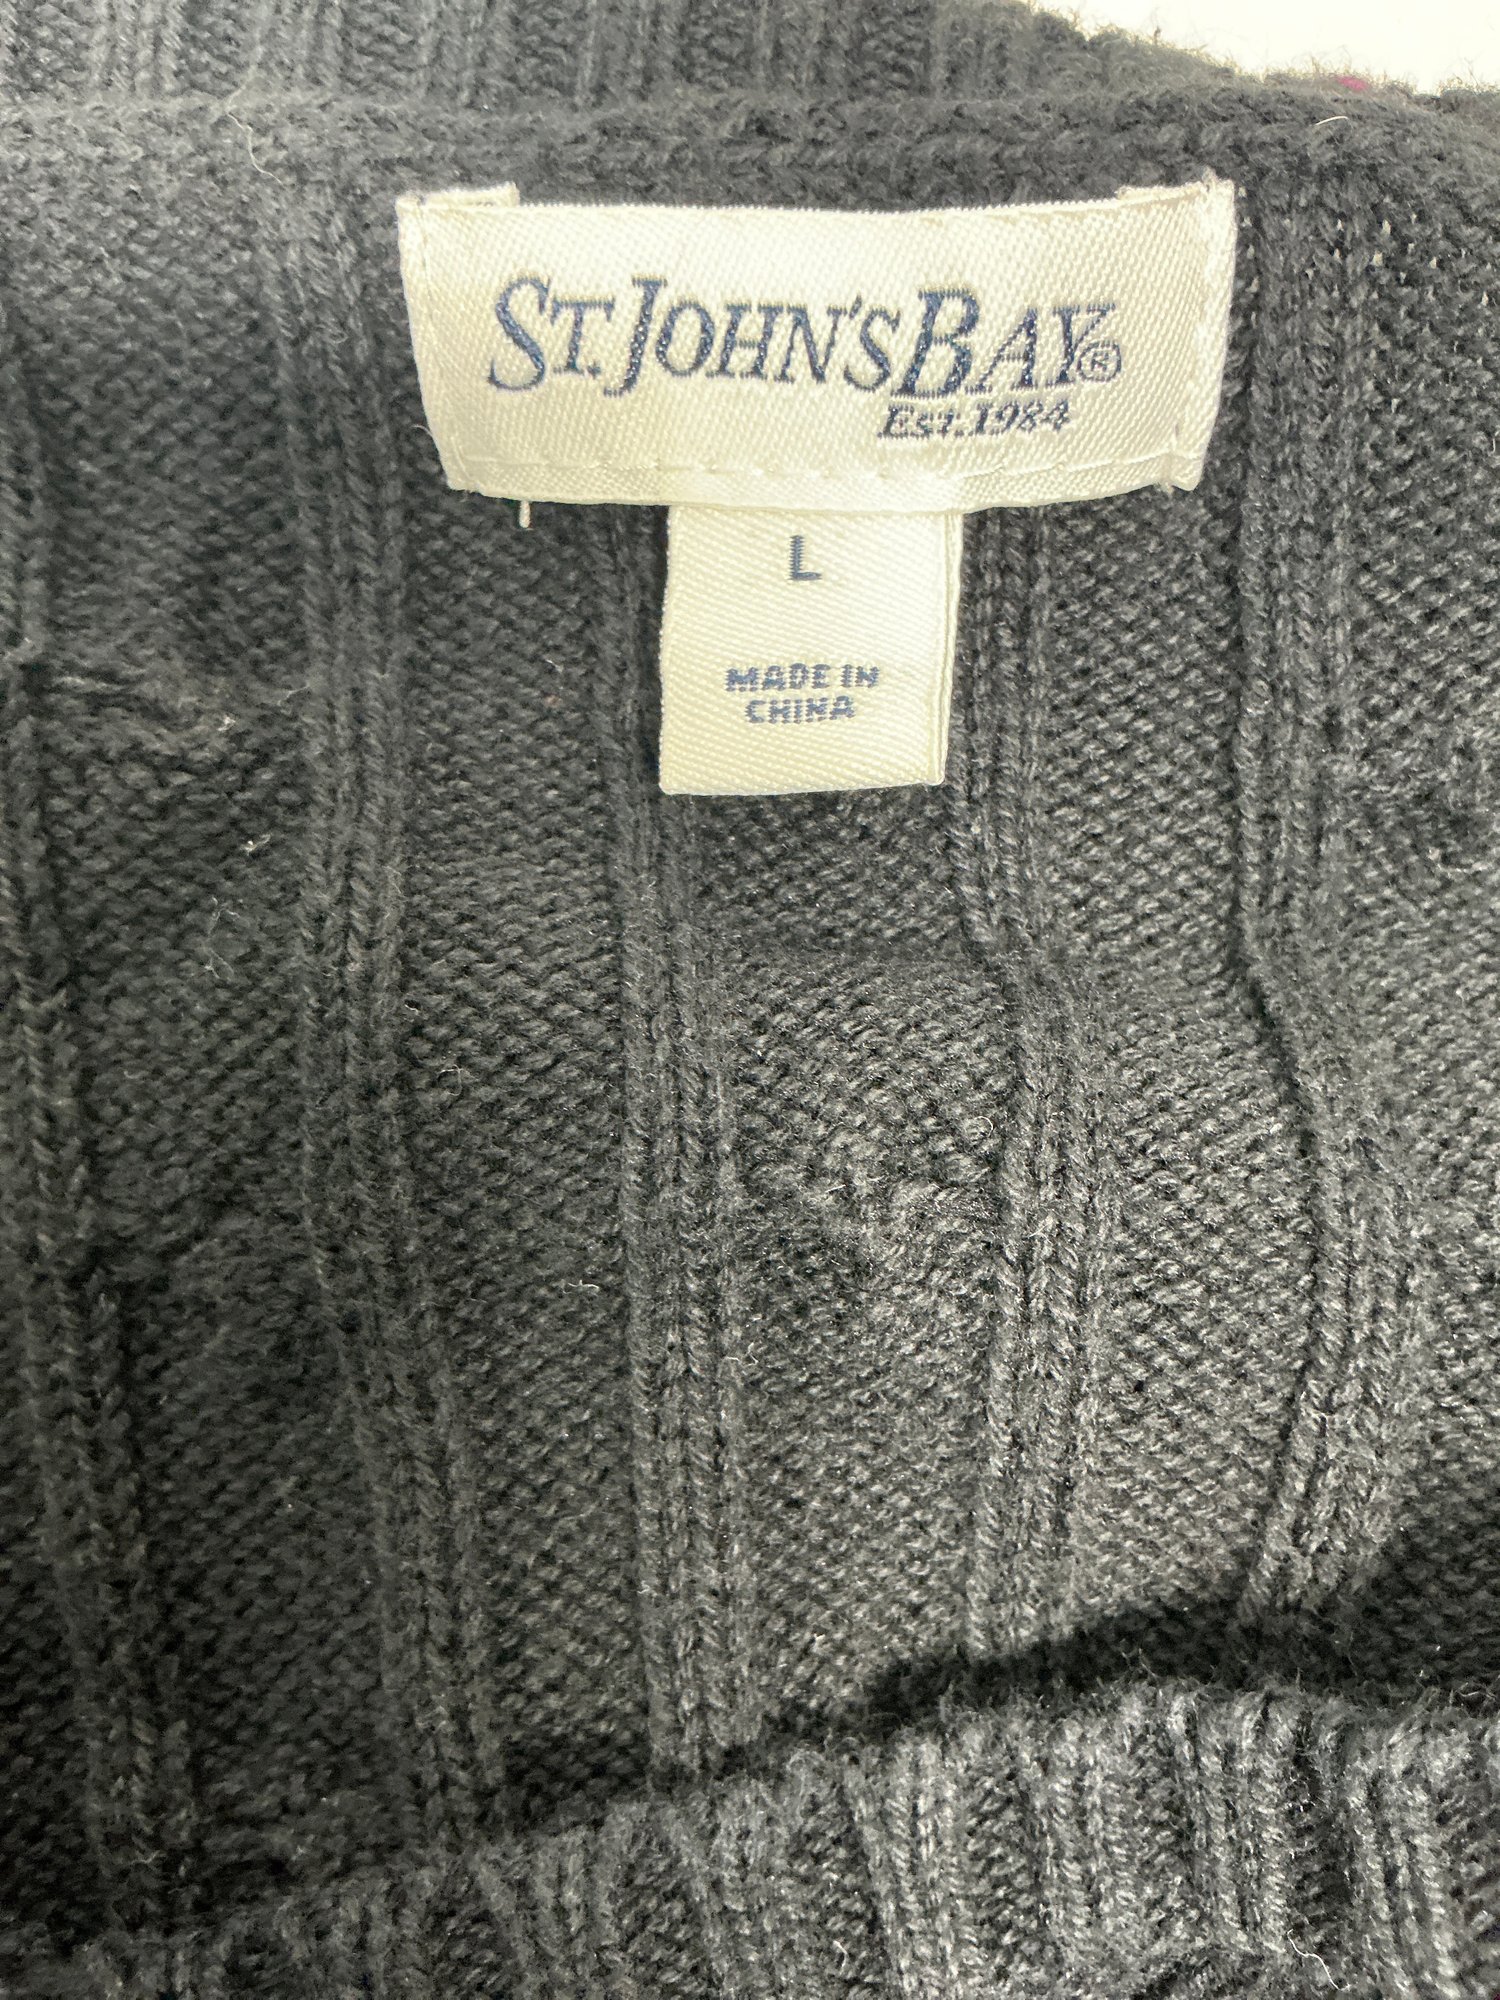 ST. JOHN'S BAY®
EST. 1984
L
MADE IN
CHINA